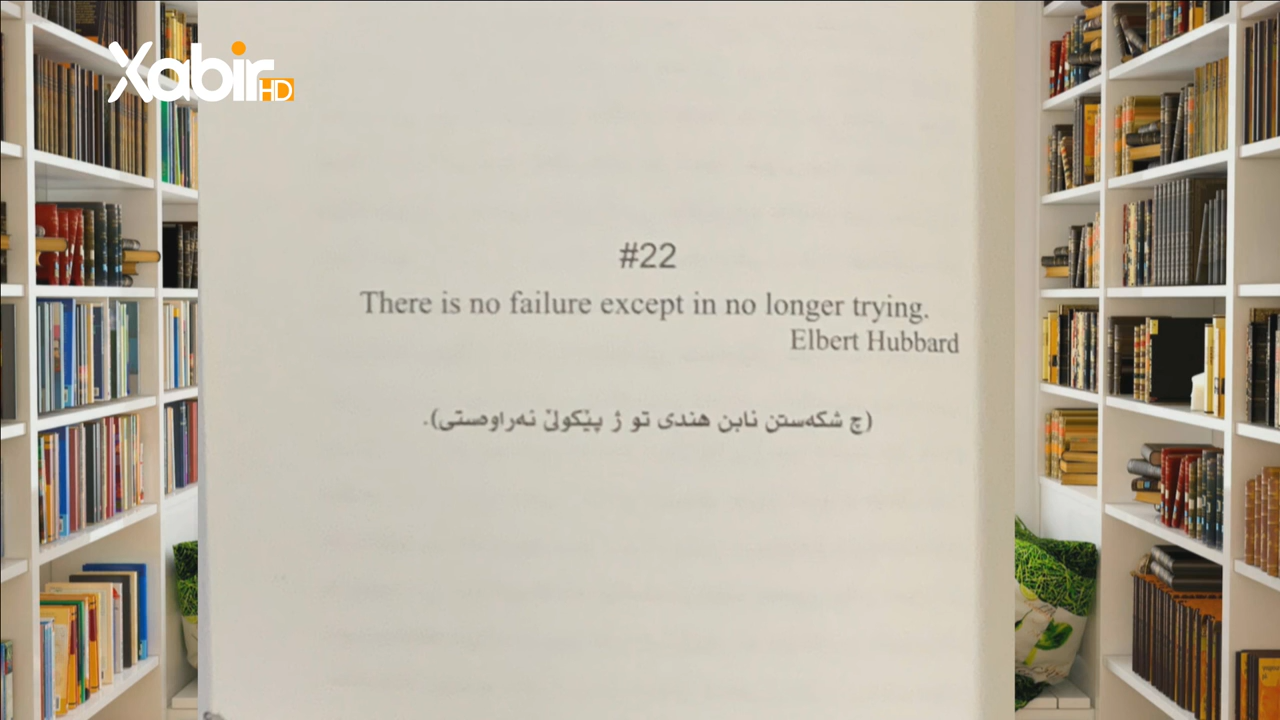 Xabir HD
#22
There is no failure except in no longer trying.
Elbert Hubbard
(چ شکەستن نابن هندی تو ژ پێکولێ نەراوەستی).